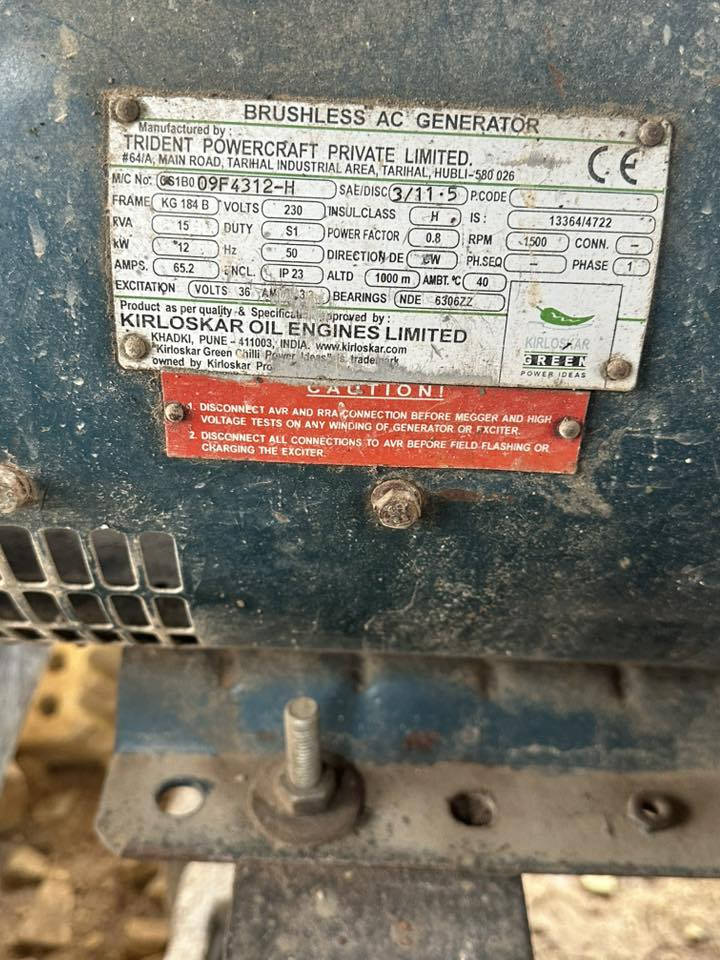 BRUSHLESS AC GENERATOR
Manufactured by :
TRIDENT POWERCRAFT PRIVATE LIMITED.
#64/A, MAIN ROAD, TARIHAL INDUSTRIAL AREA, TARIHAL, HUBLI-580 026
CE
M/C No: 09F4312-H SAE/DISC 3/11.5 P.CODE
FRAME KG 184 B VOLTS 230 INSUL.CLASS H IS : 13364/4722
KVA 15 DUTY S1 POWER FACTOR 0.8 RPM 1500 CONN. –
kW 12 Hz 50 DIRECTION-DE CW PH.SEQ – PHASE 1
AMPS. 65.2 ENCL. IP 23 ALTD 1000 m AMBT. °C 40
EXCITATION VOLTS 36 BEARINGS NDE 6306ZZ
Product as per quality & approved by :
KIRLOSKAR OIL ENGINES LIMITED
KHADKI, PUNE - 411003, INDIA. www.kirloskar.com
"Kirloskar Green Chilli Power Ideas" is trademark
owned by Kirloskar
KIRLOSKAR
GREEN
POWER IDEAS
CAUTION!
1. DISCONNECT AVR AND RRA CONNECTION BEFORE MEGGER AND HIGH
VOLTAGE TESTS ON ANY WINDING OF GENERATOR OR EXCITER.
2. DISCONNECT ALL CONNECTIONS TO AVR BEFORE FIELD FLASHING OR
CHARGING THE EXCITER.